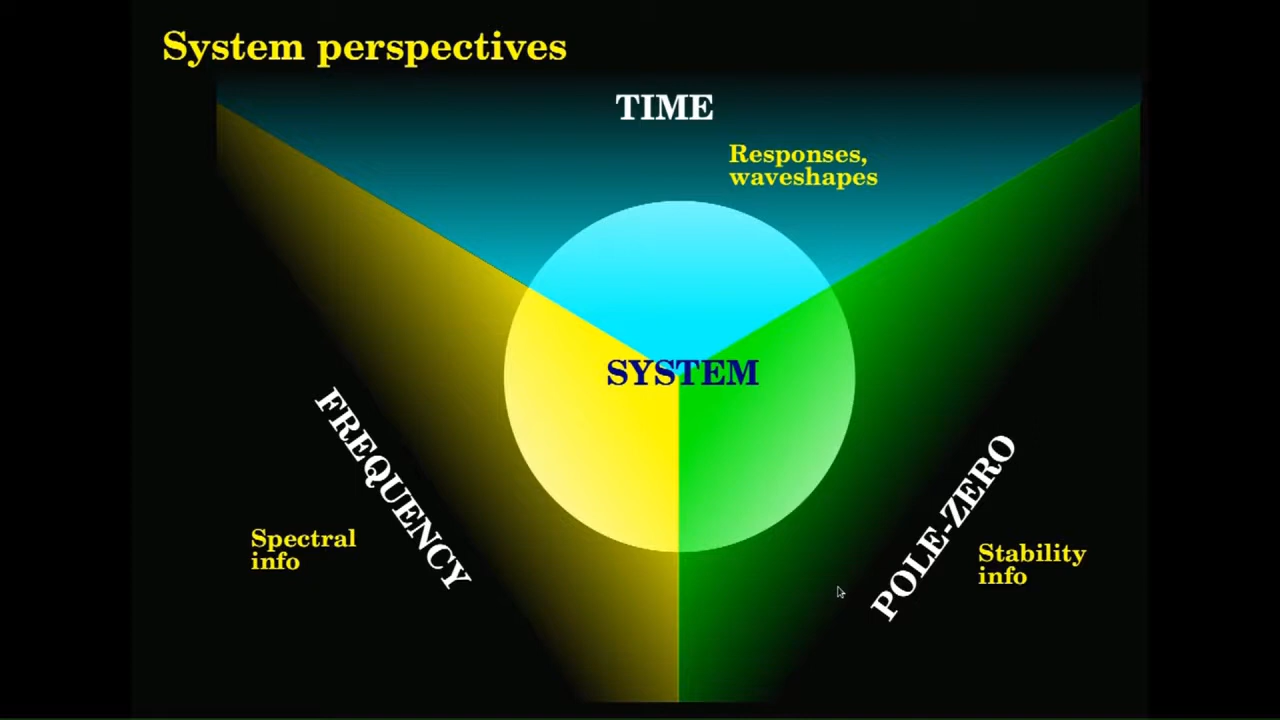 System perspectives
TIME
Responses,
waveshapes
SYSTEM
FREQUENCY
POLE-ZERO
Spectral
info
Stability
info